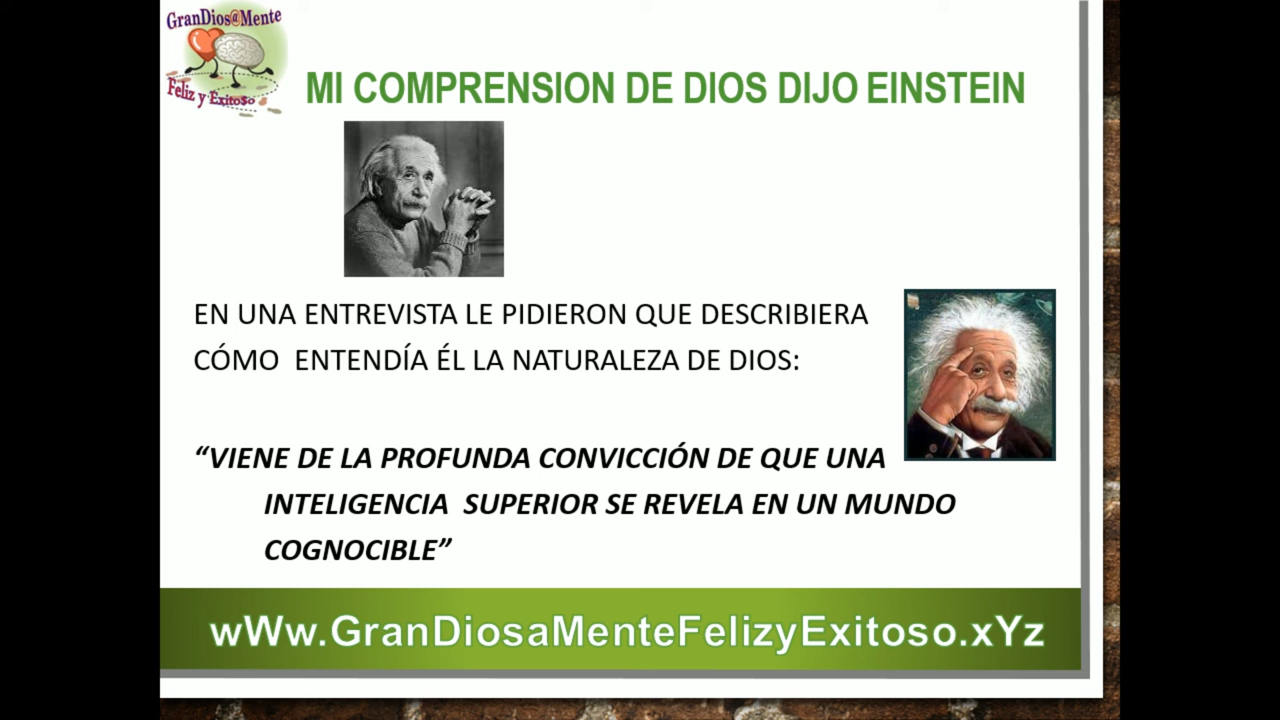 GranDios@Mente
Feliz y Exitoso
MI COMPRENSION DE DIOS DIJO EINSTEIN
EN UNA ENTREVISTA LE PIDIERON QUE DESCRIBIERA
CÓMO ENTENDÍA ÉL LA NATURALEZA DE DIOS:
“VIENE DE LA PROFUNDA CONVICCIÓN DE QUE UNA
INTELIGENCIA SUPERIOR SE REVELA EN UN MUNDO
COGNOCIBLE”
wWw.GranDiosaMenteFelizyExitoso.xYz